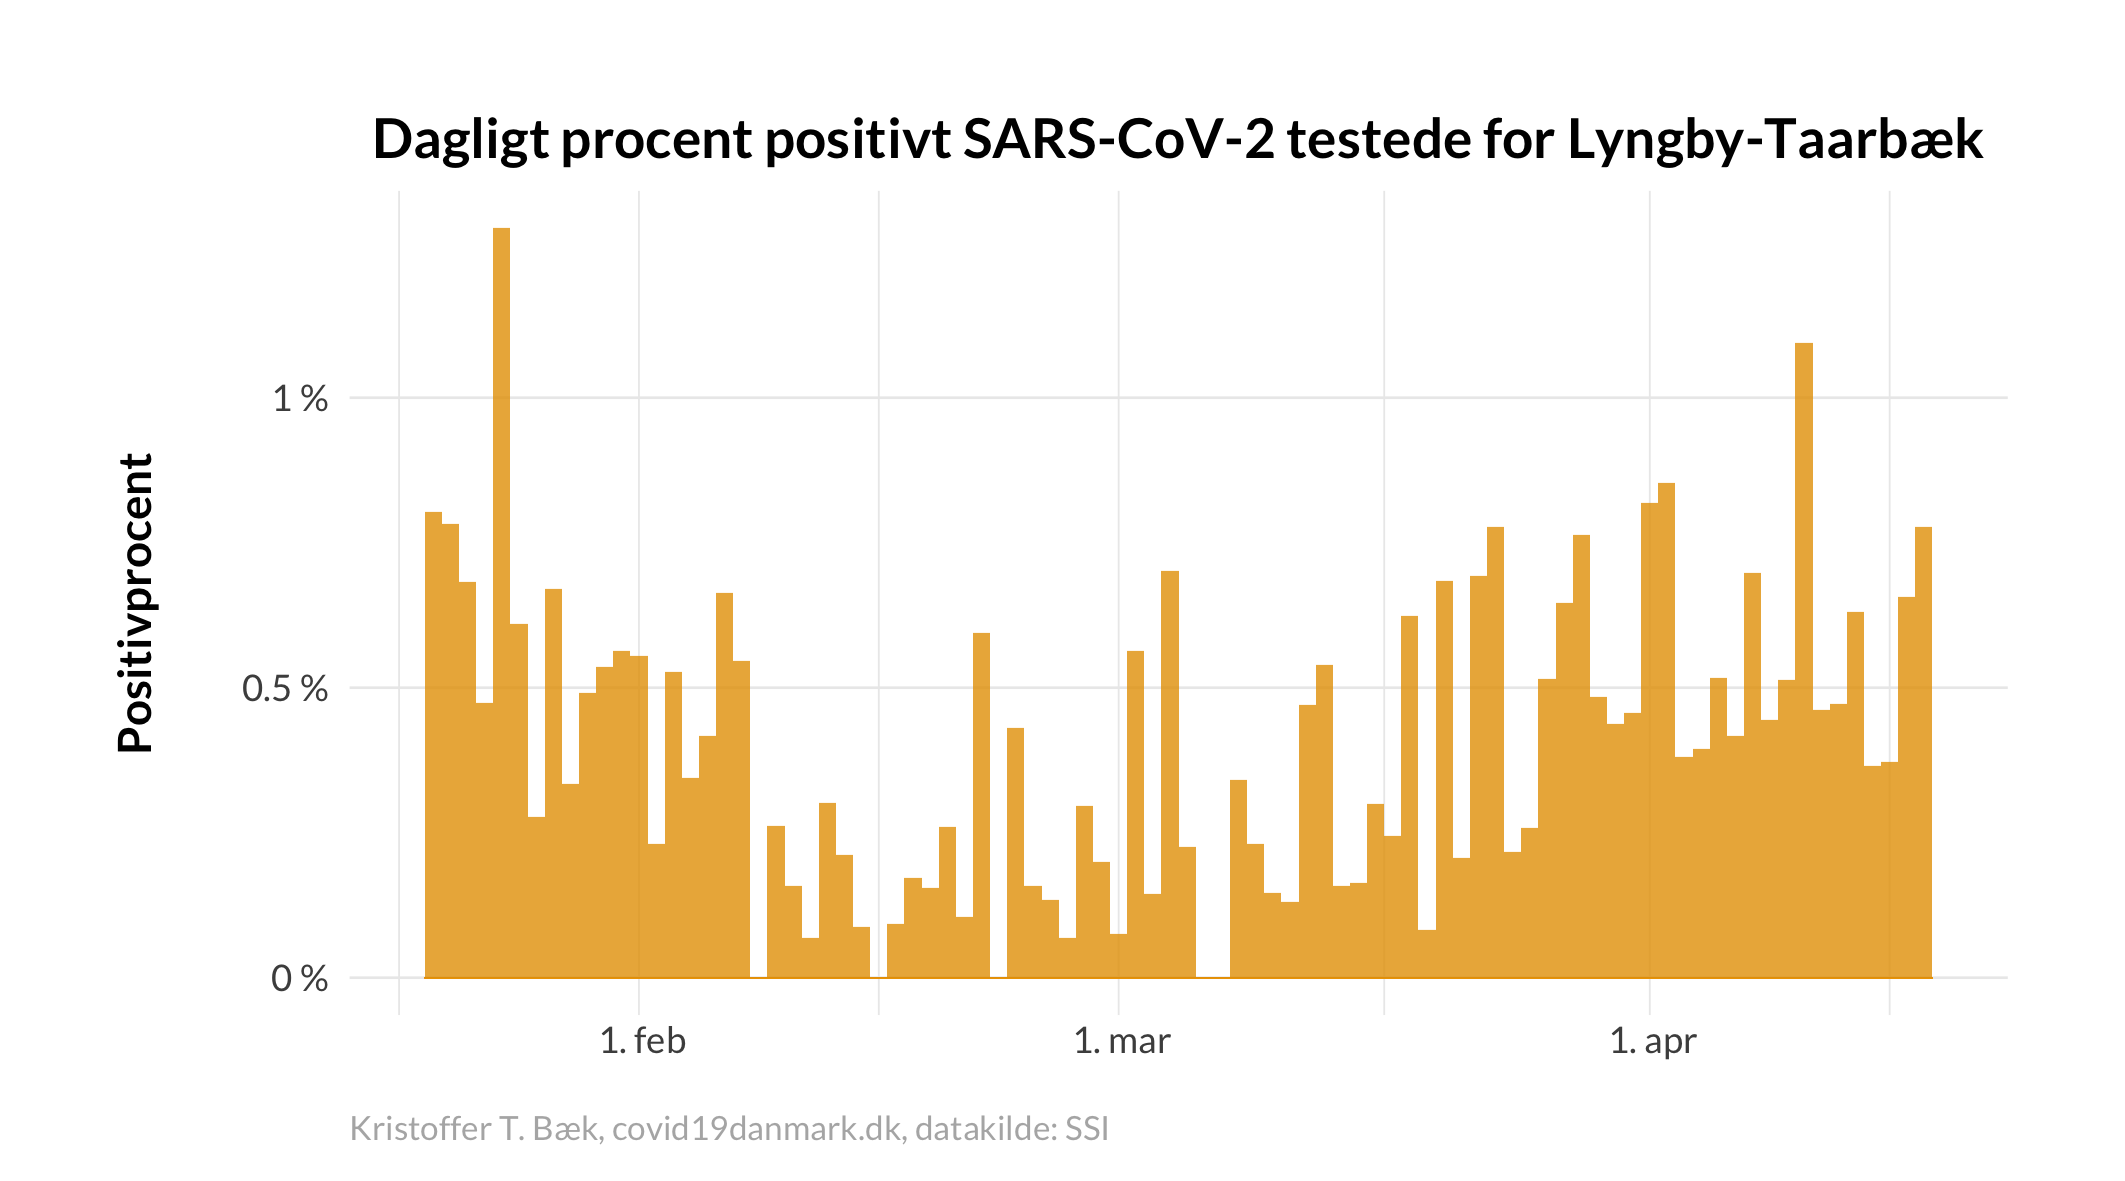 Dagligt procent positivt SARS-CoV-2 testede for Lyngby-Taarbæk
Positivprocent
1 %
0.5 %
0 %
1. feb
1. mar
1. apr
Kristoffer T. Bæk, covid19danmark.dk, datakilde: SSI